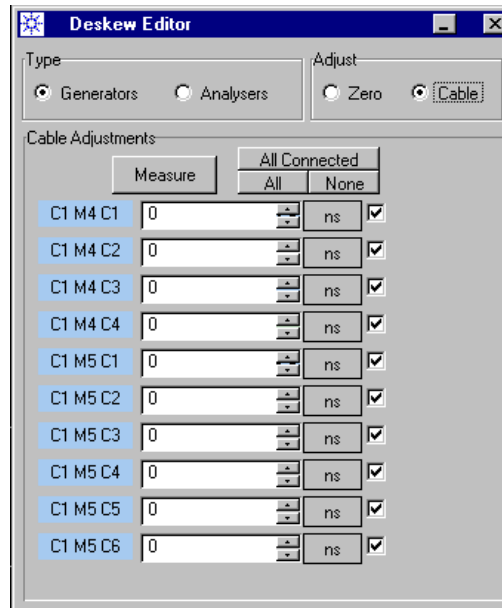 Deskew Editor
Type
Adjust
Generators Analysers
Zero Cable
Cable Adjustments
Measure
All Connected
All None
C1 M4 C1 0 ns
C1 M4 C2 0 ns
C1 M4 C3 0 ns
C1 M4 C4 0 ns
C1 M5 C1 0 ns
C1 M5 C2 0 ns
C1 M5 C3 0 ns
C1 M5 C4 0 ns
C1 M5 C5 0 ns
C1 M5 C6 0 ns